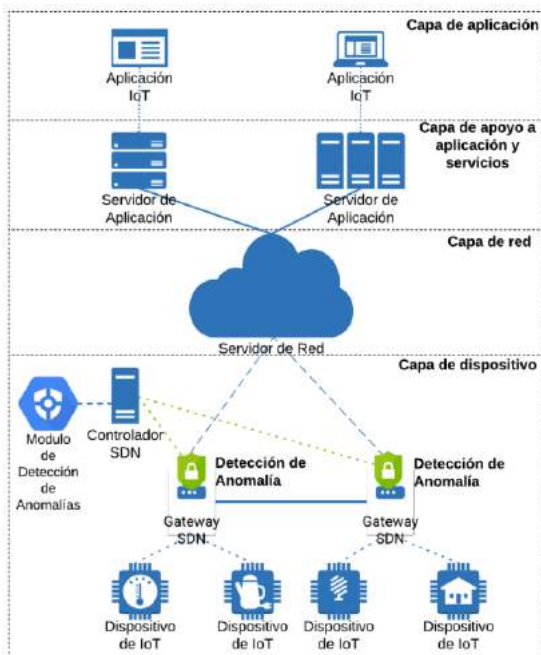 Capa de aplicación
Aplicación
IoT
Aplicación
IoT
Capa de apoyo a
aplicación y
servicios
Servidor de
Aplicación
Servidor de
Aplicación
Capa de red
Servidor de Red
Capa de dispositivo
Modulo
de
Detección
de
Anomalías
Controlador
SDN
Detección de
Anomalía
Detección de
Anomalía
Gateway
SDN
Gateway
SDN
Dispositivo
de IoT
Dispositivo
de IoT
Dispositivo
de IoT
Dispositivo
de IoT